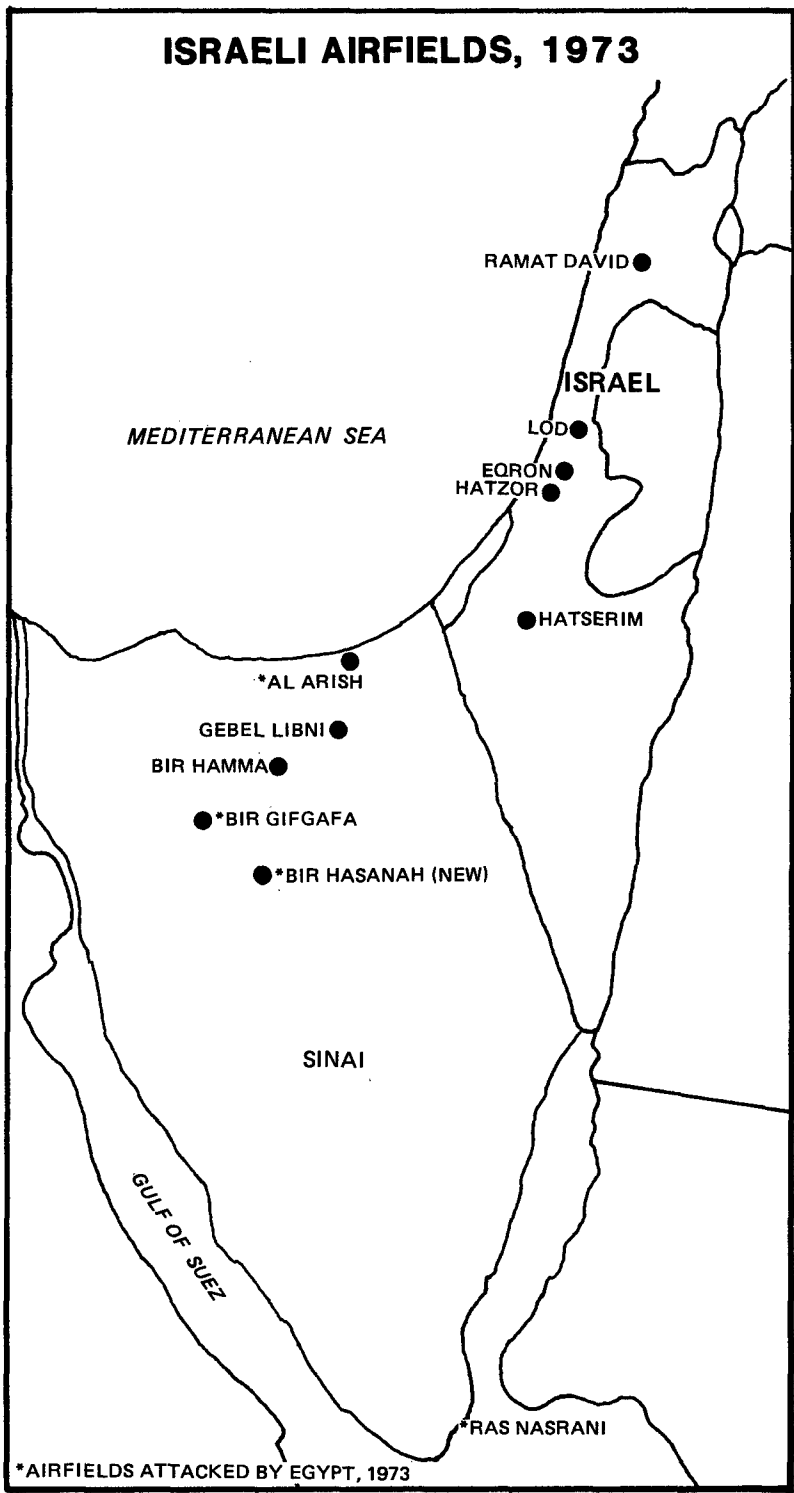 ISRAELI AIRFIELDS, 1973
RAMAT DAVID
ISRAEL
MEDITERRANEAN SEA
LOD
EQRON
HATZOR
HATSERIM
*AL ARISH
GEBEL LIBNI
BIR HAMMA
*BIR GIFGAFA
*BIR HASANAH (NEW)
SINAI
GULF OF SUEZ
*RAS NASRANI
*AIRFIELDS ATTACKED BY EGYPT, 1973